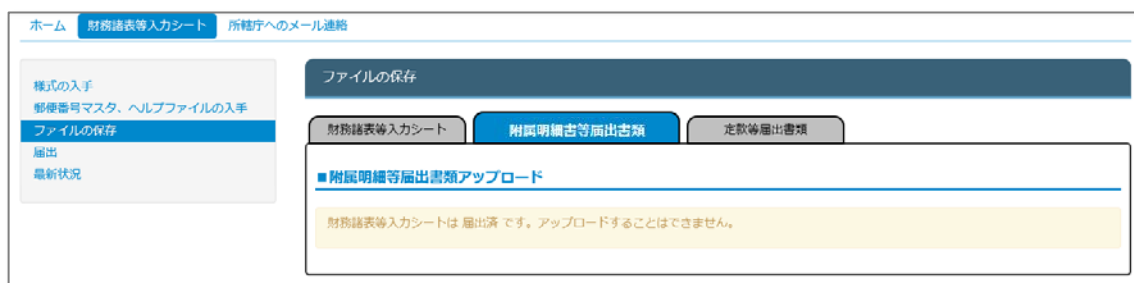 ホーム 財務諸表等入力シート 所轄庁へのメール連絡
様式の入手
郵便番号マスタ、ヘルプファイルの入手
ファイルの保存
届出
最新状況
ファイルの保存
財務諸表等入力シート 附属明細書等届出書類 定款等届出書類
■附属明細等届出書類アップロード
財務諸表等入力シートは 届出済 です。アップロードすることはできません。